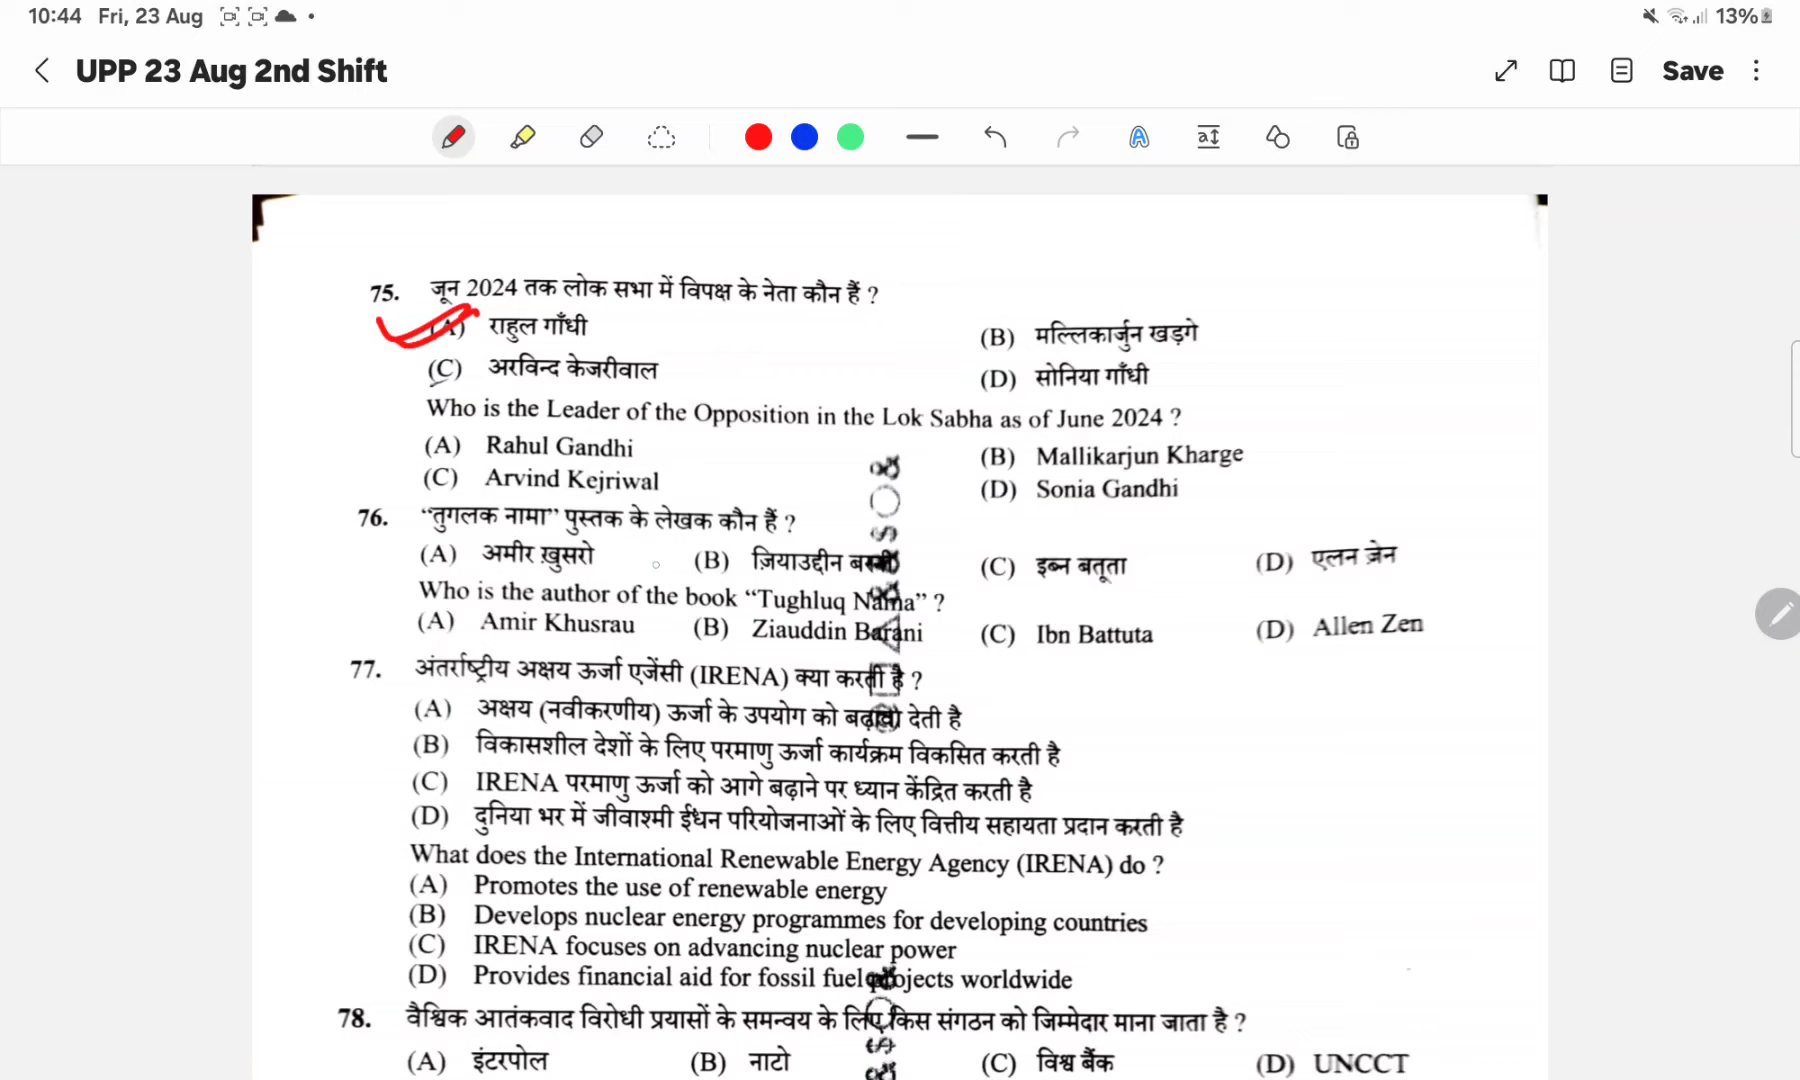 10:44 Fri, 23 Aug
13%
UPP 23 Aug 2nd Shift
Save
75. जून 2024 तक लोक सभा में विपक्ष के नेता कौन हैं ?
(A) राहुल गाँधी (B) मल्लिकार्जुन खड़गे
(C) अरविन्द केजरीवाल (D) सोनिया गाँधी
Who is the Leader of the Opposition in the Lok Sabha as of June 2024 ?
(A) Rahul Gandhi (B) Mallikarjun Kharge
(C) Arvind Kejriwal (D) Sonia Gandhi
76. “तुगलक नामा” पुस्तक के लेखक कौन हैं ?
(A) अमीर ख़ुसरो (B) ज़ियाउद्दीन बरनी (C) इब्न बतूता (D) एलन ज़ेन
Who is the author of the book “Tughluq Nama” ?
(A) Amir Khusrau (B) Ziauddin Barani (C) Ibn Battuta (D) Allen Zen
77. अंतर्राष्ट्रीय अक्षय ऊर्जा एजेंसी (IRENA) क्या करती है ?
(A) अक्षय (नवीकरणीय) ऊर्जा के उपयोग को बढ़ावा देती है
(B) विकासशील देशों के लिए परमाणु ऊर्जा कार्यक्रम विकसित करती है
(C) IRENA परमाणु ऊर्जा को आगे बढ़ाने पर ध्यान केंद्रित करती है
(D) दुनिया भर में जीवाश्मी ईंधन परियोजनाओं के लिए वित्तीय सहायता प्रदान करती है
What does the International Renewable Energy Agency (IRENA) do ?
(A) Promotes the use of renewable energy
(B) Develops nuclear energy programmes for developing countries
(C) IRENA focuses on advancing nuclear power
(D) Provides financial aid for fossil fuel projects worldwide
78. वैश्विक आतंकवाद विरोधी प्रयासों के समन्वय के लिए किस संगठन को जिम्मेदार माना जाता है ?
(A) इंटरपोल (B) नाटो (C) विश्व बैंक (D) UNCCT